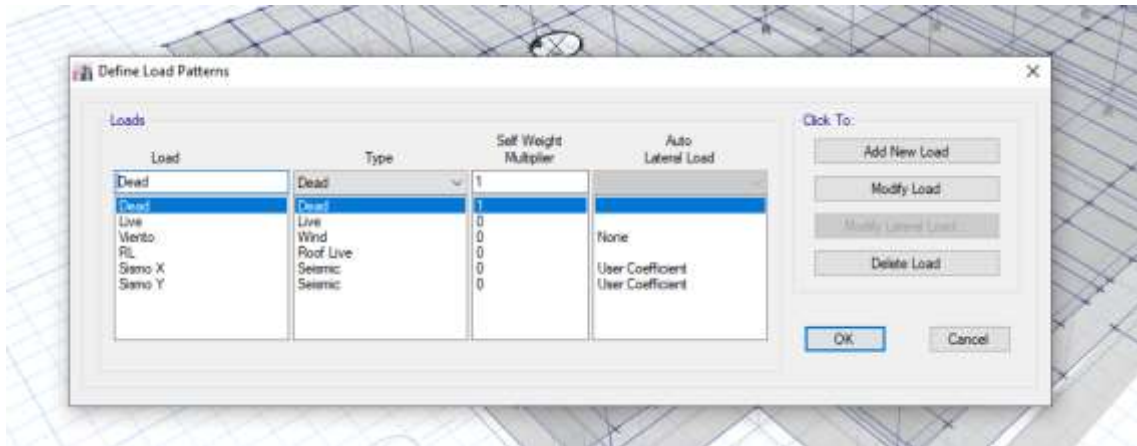 Define Load Patterns
Loads
Click To:
Load Type Self Weight Multiplier Auto Lateral Load
Dead Dead 1
Dead Dead 1
Live Live 0
Viento Wind 0 None
RL Roof Live 0
Sismo X Seismic 0 User Coefficient
Sismo Y Seismic 0 User Coefficient
Add New Load
Modify Load
Modify Lateral Load...
Delete Load
OK Cancel